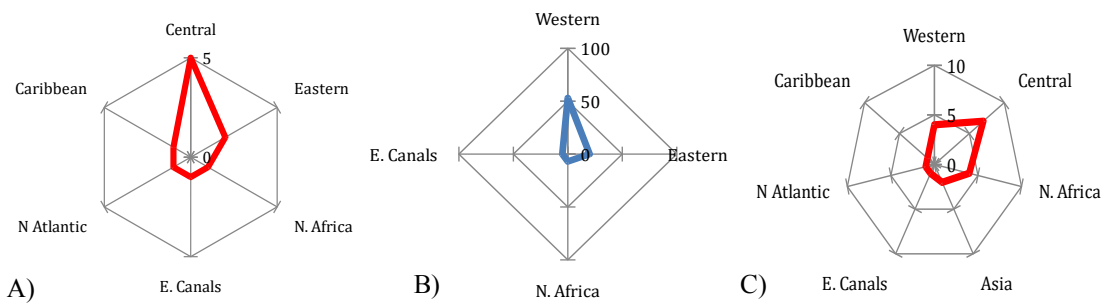 Central
5
Caribbean
Eastern
0
N Atlantic
N. Africa
E. Canals
A)
Western
100
50
E. Canals
0
Eastern
N. Africa
B)
Western
10
Caribbean
Central
5
0
N Atlantic
N. Africa
E. Canals
Asia
C)